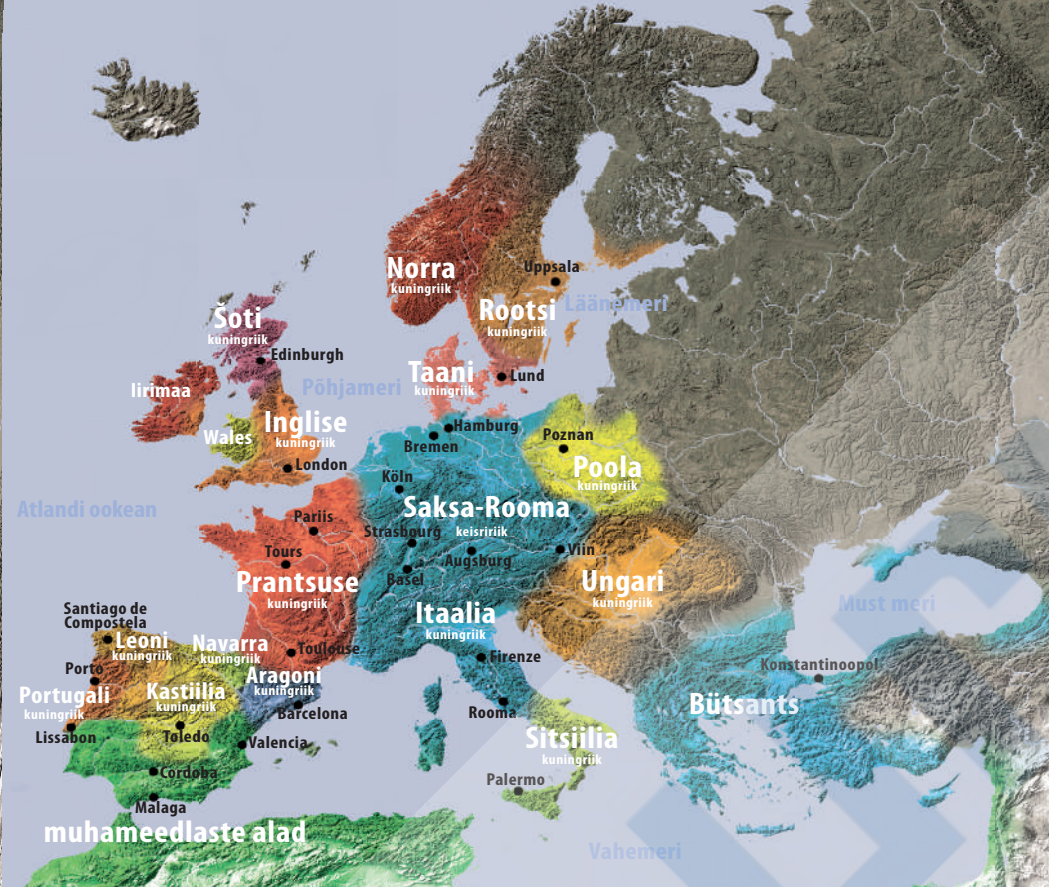 Norra
kuningriik
Uppsala
Rootsi
kuningriik
Läänemeri
Šoti
kuningriik
Edinburgh
Taani
kuningriik
Lund
Põhjameri
Iirimaa
Inglise
kuningriik
Wales
London
Hamburg
Bremen
Poznan
Poola
kuningriik
Köln
Saksa-Rooma
keisririik
Atlandi ookean
Pariis
Strasbourg
Tours
Augsburg
Viin
Basel
Prantsuse
kuningriik
Ungari
kuningriik
Itaalia
kuningriik
Must meri
Santiago de
Compostela
Leoni
kuningriik
Navarra
kuningriik
Toulouse
Firenze
Porto
Aragoni
kuningriik
Konstantinoopol
Portugali
kuningriik
Kastiilia
kuningriik
Barcelona
Rooma
Bütsants
Lissabon
Toledo
Valencia
Sitsiilia
kuningriik
Cordoba
Palermo
Malaga
muhameedlaste alad
Vahemeri